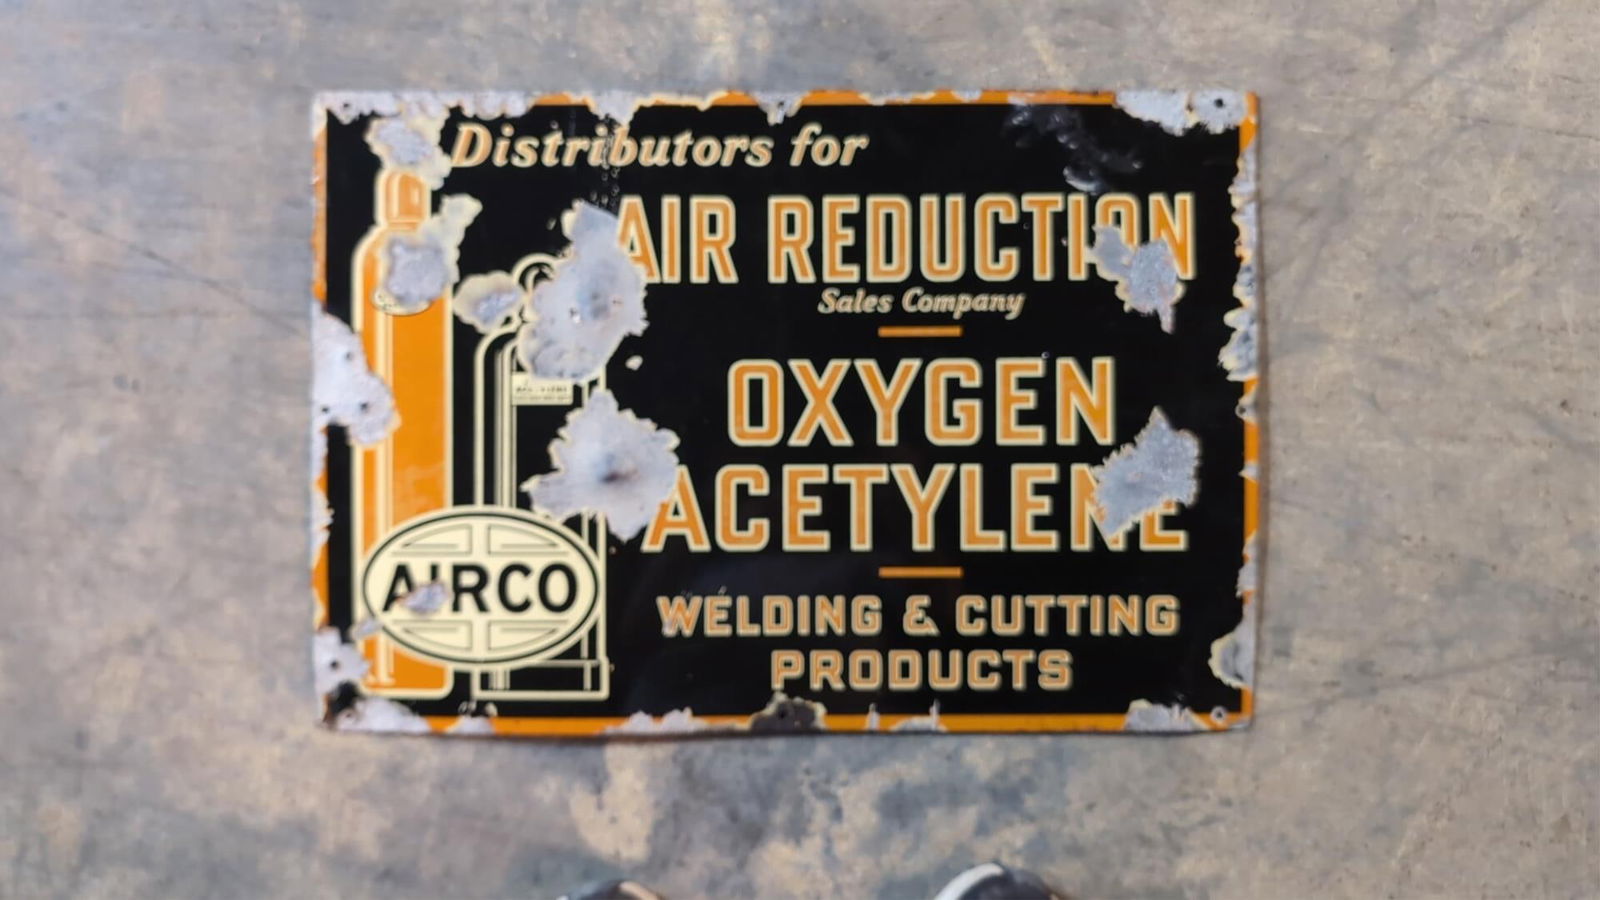 Distributors for
AIR REDUCTION
Sales Company
OXYGEN
ACETYLENE
WELDING & CUTTING
PRODUCTS
AIRCO